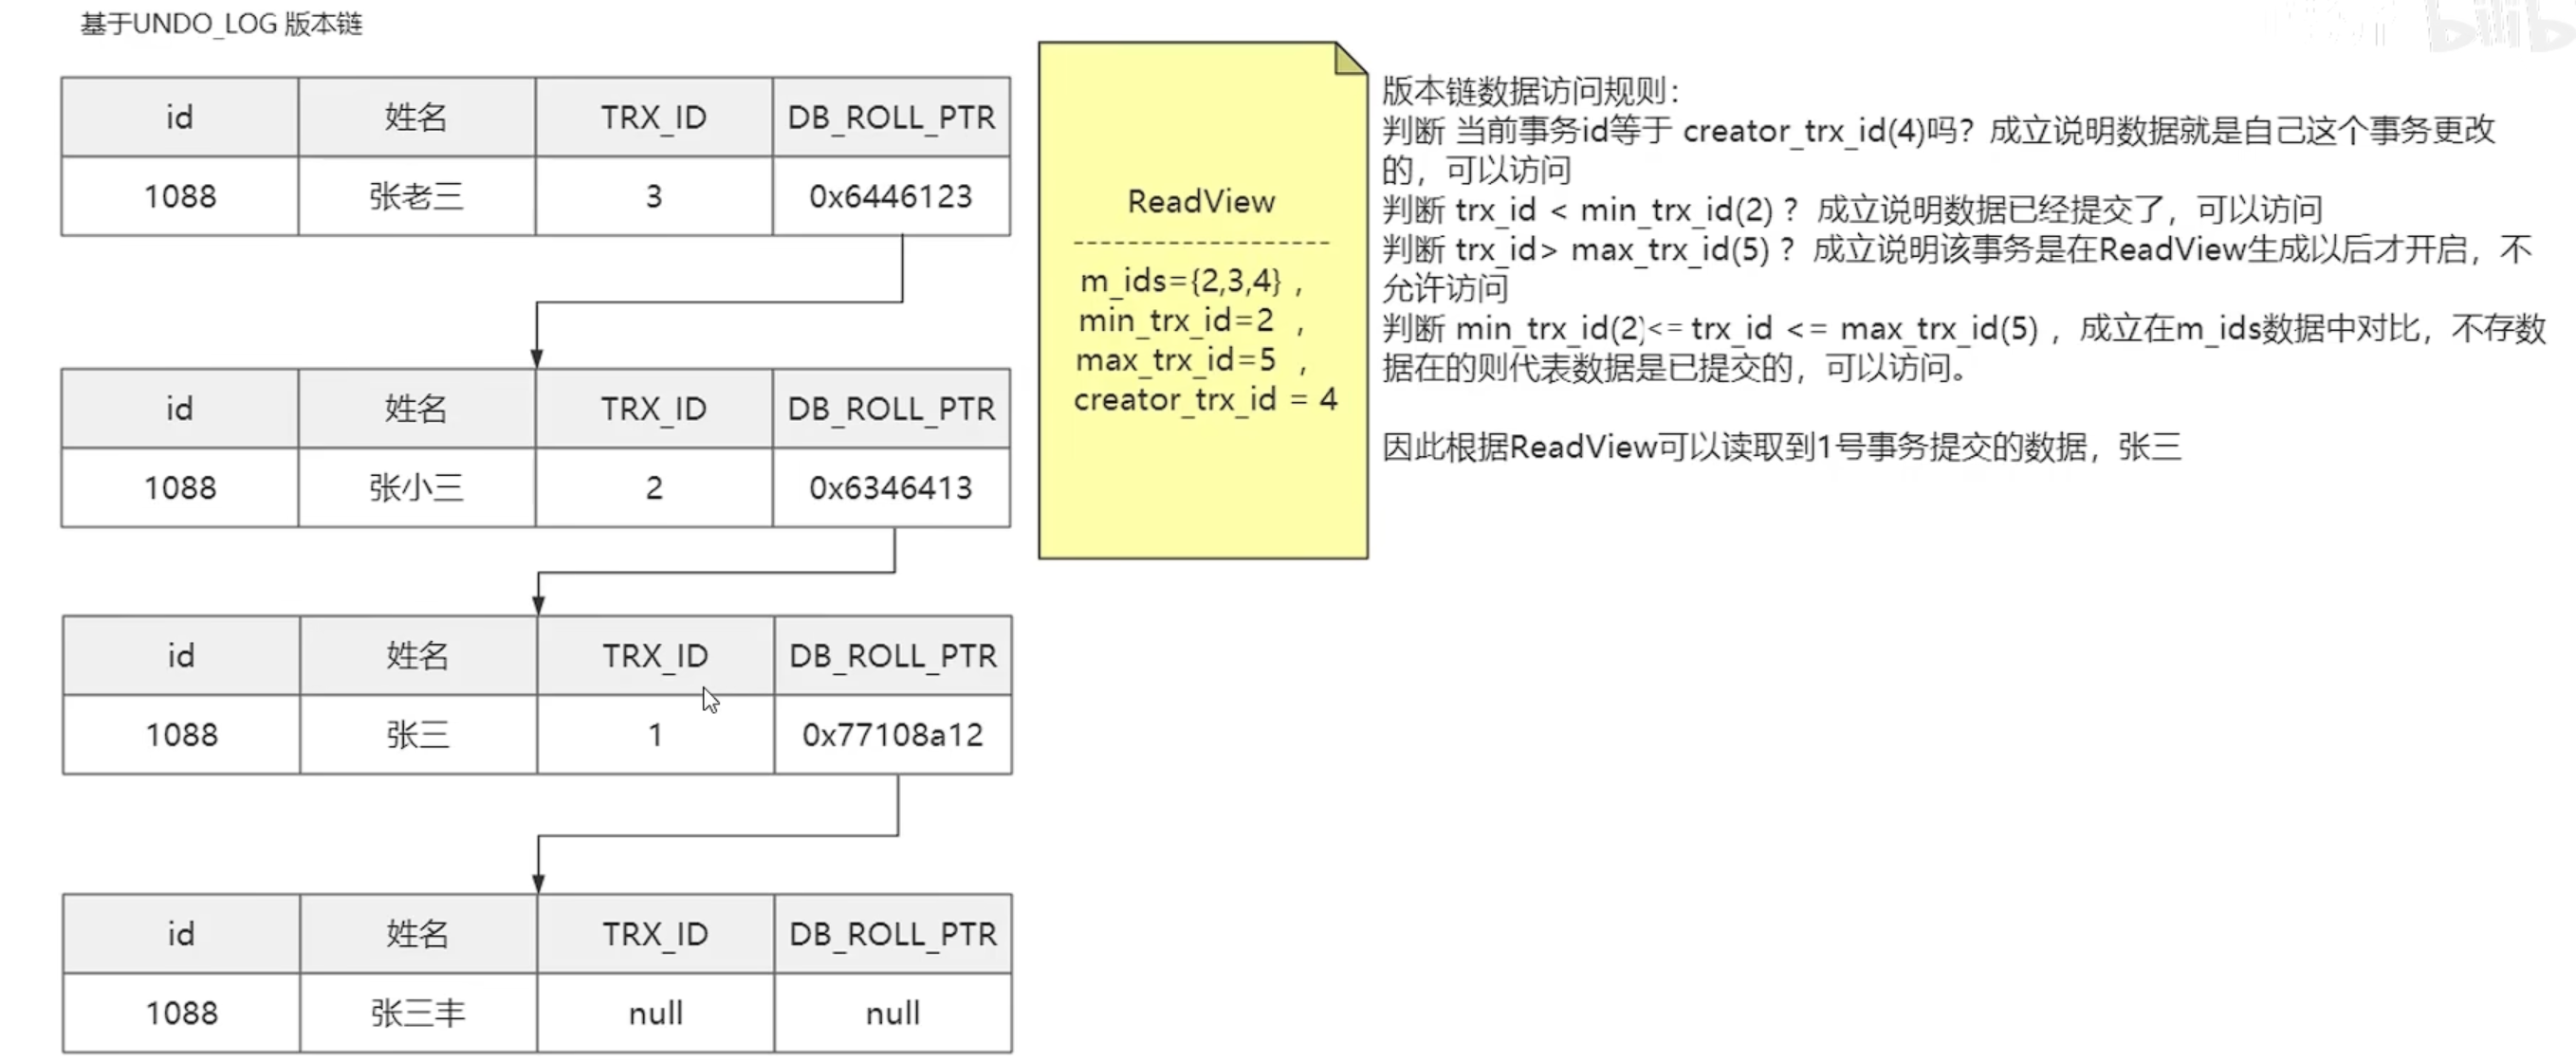 基于UNDO_LOG 版本链
id 姓名 TRX_ID DB_ROLL_PTR
1088 张老三 3 0x6446123
id 姓名 TRX_ID DB_ROLL_PTR
1088 张小三 2 0x6346413
id 姓名 TRX_ID DB_ROLL_PTR
1088 张三 1 0x77108a12
id 姓名 TRX_ID DB_ROLL_PTR
1088 张三丰 null null
ReadView
-------------------
m_ids={2,3,4} ,
min_trx_id=2 ,
max_trx_id=5 ,
creator_trx_id = 4
版本链数据访问规则：
判断 当前事务id等于 creator_trx_id(4)吗？成立说明数据就是自己这个事务更改
的，可以访问
判断 trx_id < min_trx_id(2) ？成立说明数据已经提交了，可以访问
判断 trx_id> max_trx_id(5) ？成立说明该事务是在ReadView生成以后才开启，不
允许访问
判断 min_trx_id(2)<= trx_id <= max_trx_id(5) ，成立在m_ids数据中对比，不存数
据在的则代表数据是已提交的，可以访问。
因此根据ReadView可以读取到1号事务提交的数据，张三